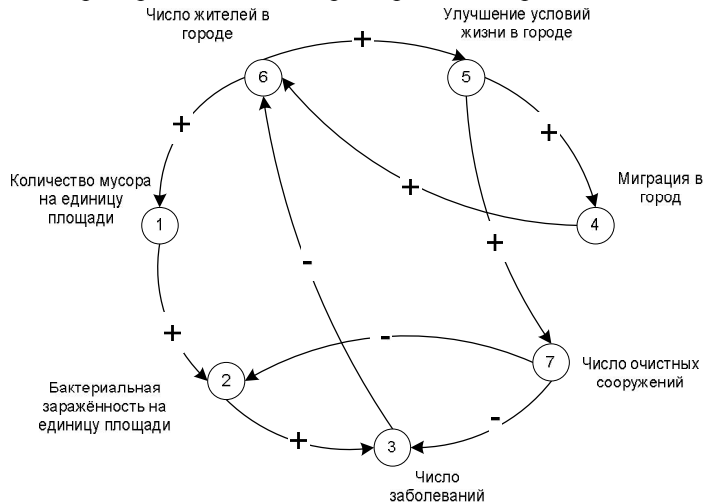 Число жителей в
городе
Улучшение условий
жизни в городе
+
6
5
+
+
Количество мусора
на единицу
площади
+
Миграция в
город
1
4
+
-
+
-
2
7
Число очистных
сооружений
Бактериальная
заражённость на
единицу площади
-
+
3
Число
заболеваний